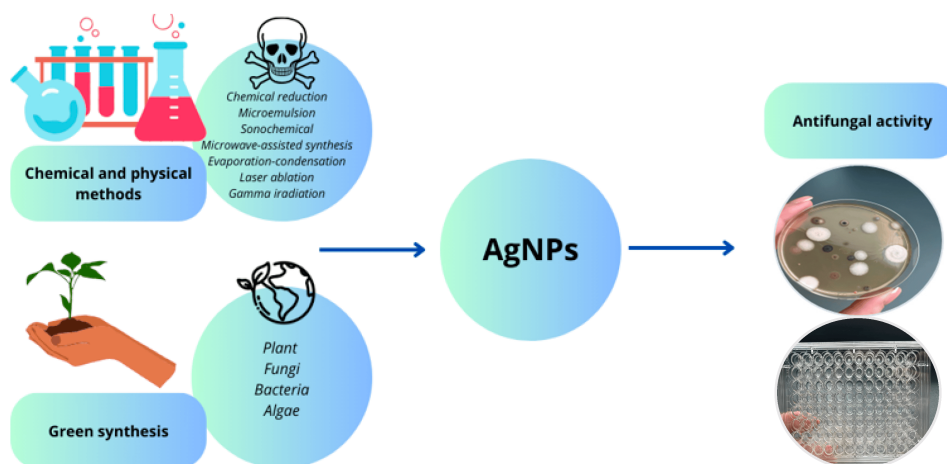 Chemical reduction
Microemulsion
Sonochemical
Microwave-assisted synthesis
Evaporation-condensation
Laser ablation
Gamma iradiation
Chemical and physical
methods
Plant
Fungi
Bacteria
Algae
Green synthesis
AgNPs
Antifungal activity